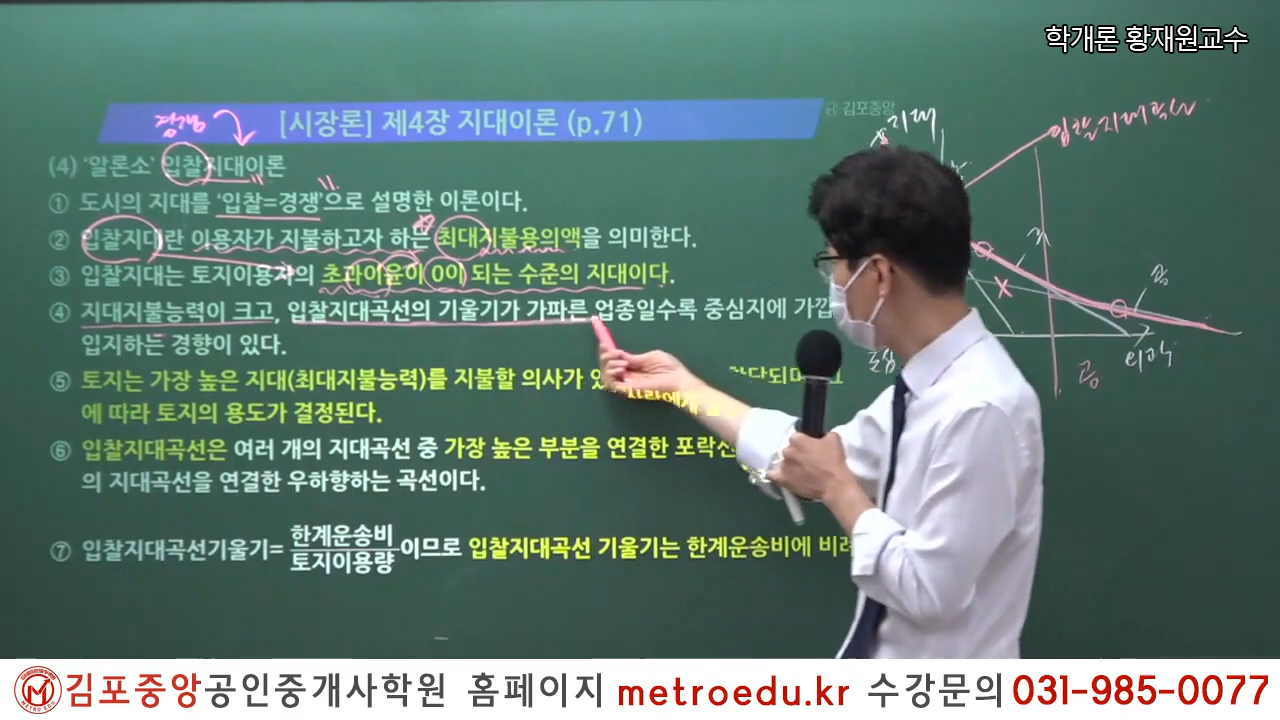 학개론 황재원교수
김포중앙
경쟁
[시장론] 제4장 지대이론 (p.71)
(4) '알론소' 입찰지대이론
① 도시의 지대를 '입찰=경쟁'으로 설명한 이론이다.
② 입찰지대란 이용자가 지불하고자 하는 최대지불용의액을 의미한다.
③ 입찰지대는 토지이용자의 초과이윤이 0이 되는 수준의 지대이다.
④ 지대지불능력이 크고, 입찰지대곡선의 기울기가 가파른 업종일수록 중심지에 가깝
입지하는 경향이 있다.
⑤ 토지는 가장 높은 지대(최대지불능력)를 지불할 의사가 있
에 따라 토지의 용도가 결정된다.
⑥ 입찰지대곡선은 여러 개의 지대곡선 중 가장 높은 부분을 연결한 포락선
의 지대곡선을 연결한 우하향하는 곡선이다.
⑦ 입찰지대곡선기울기= 한계운송비
토지이용량 이므로 입찰지대곡선 기울기는 한계운송비에 비례
지대
입찰지대곡선
공
외곽
공
도심
김포중앙공인중개사학원 홈페이지 metroedu.kr 수강문의 031-985-0077
METRO EDU